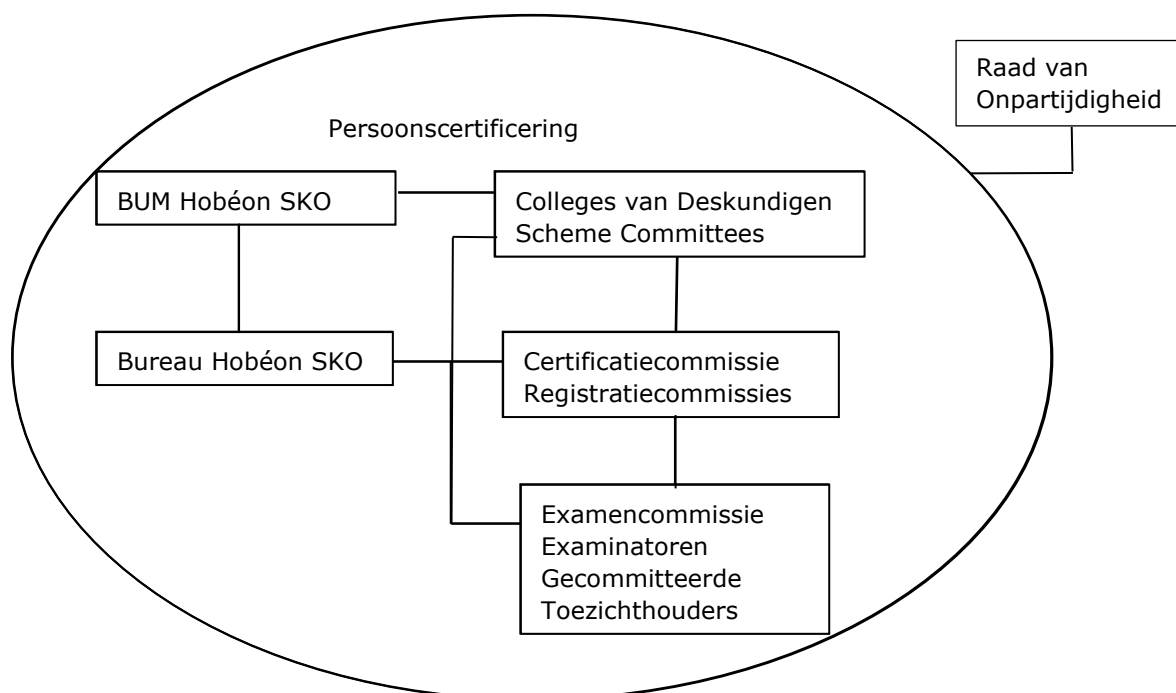 Raad van
Onpartijdigheid
Persoonscertificering
BUM Hobéon SKO
Colleges van Deskundigen
Scheme Committees
Bureau Hobéon SKO
Certificatiecommissie
Registratiecommissies
Examencommissie
Examinatoren
Gecommitteerde
Toezichthouders